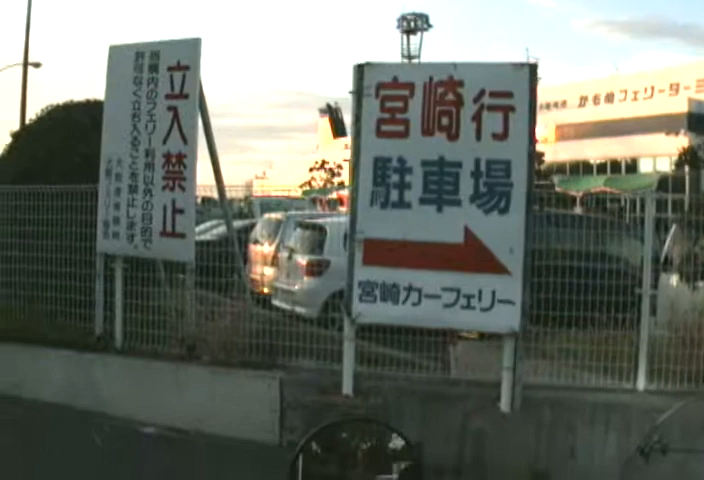 立入禁止
当構内のフェリー利用以外の目的で
許可なく立ち入ることを禁止します。
宮崎行
駐車場
宮崎カーフェリー
かもめフェリーターミ